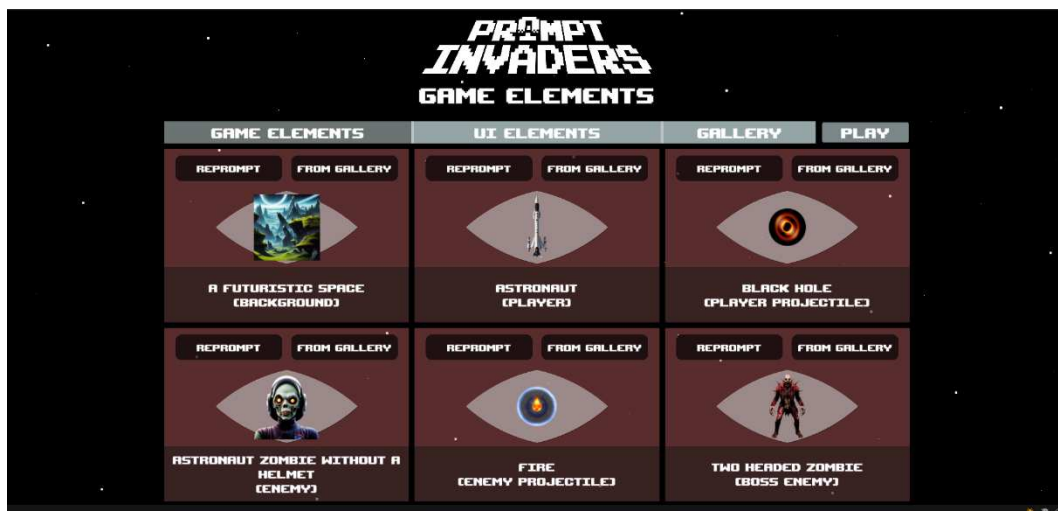 PROMPT
INVADERS
GAME ELEMENTS
GAME ELEMENTS UI ELEMENTS GALLERY PLAY
REPROMPT FROM GALLERY REPROMPT FROM GALLERY REPROMPT FROM GALLERY
A FUTURISTIC SPACE
(BACKGROUND)
ASTRONAUT
(PLAYER)
BLACK HOLE
(PLAYER PROJECTILE)
REPROMPT FROM GALLERY REPROMPT FROM GALLERY REPROMPT FROM GALLERY
ASTRONAUT ZOMBIE WITHOUT A
HELMET
(ENEMY)
FIRE
(ENEMY PROJECTILE)
TWO HEADED ZOMBIE
(BOSS ENEMY)